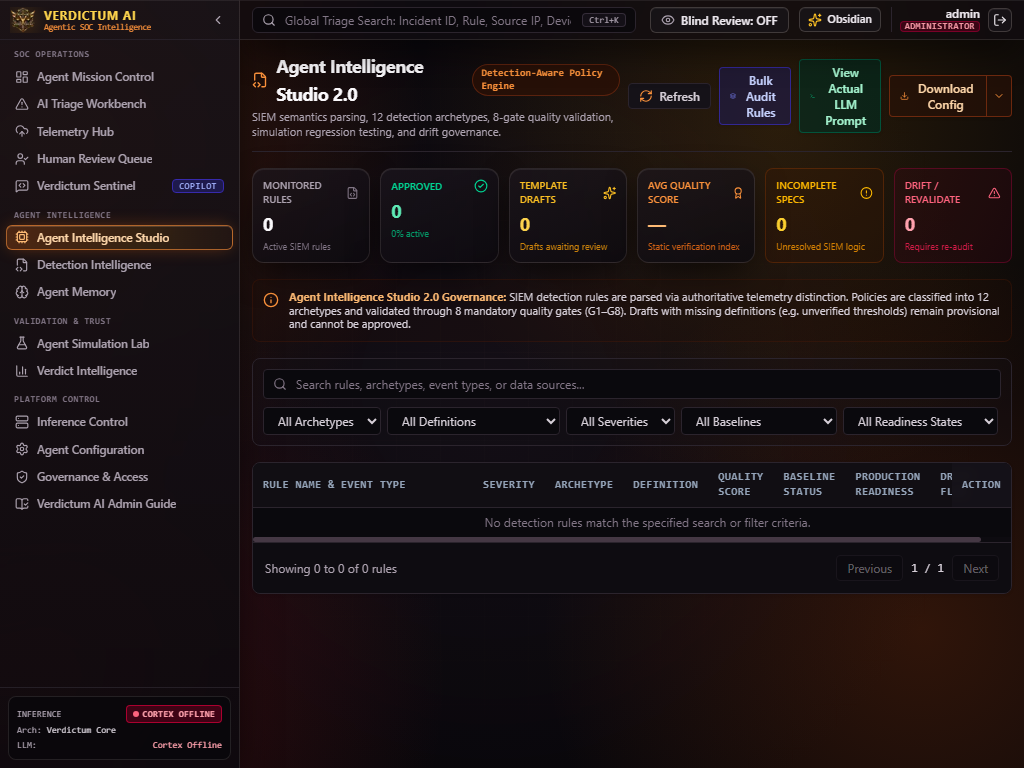 VERDICTUM AI
Agentic SOC Intelligence
SOC OPERATIONS
Agent Mission Control
AI Triage Workbench
Telemetry Hub
Human Review Queue
Verdictum Sentinel COPILOT
AGENT INTELLIGENCE
Agent Intelligence Studio
Detection Intelligence
Agent Memory
VALIDATION & TRUST
Agent Simulation Lab
Verdict Intelligence
PLATFORM CONTROL
Inference Control
Agent Configuration
Governance & Access
Verdictum AI Admin Guide
INFERENCE CORTEX OFFLINE
Arch: Verdictum Core
LLM: Cortex Offline
Global Triage Search: Incident ID, Rule, Source IP, Devi Ctrl+K
Blind Review: OFF
Obsidian
admin
ADMINISTRATOR
Agent Intelligence
Studio 2.0
Detection-Aware Policy
Engine
SIEM semantics parsing, 12 detection archetypes, 8-gate quality validation,
simulation regression testing, and drift governance.
Refresh
Bulk
Audit
Rules
View
Actual
LLM
Prompt
Download
Config
MONITORED
RULES
0
Active SIEM rules
APPROVED
0
0% active
TEMPLATE
DRAFTS
0
Drafts awaiting review
AVG QUALITY
SCORE
—
Static verification index
INCOMPLETE
SPECS
0
Unresolved SIEM logic
DRIFT /
REVALIDATE
0
Requires re-audit
Agent Intelligence Studio 2.0 Governance: SIEM detection rules are parsed via authoritative telemetry distinction. Policies are classified into 12
archetypes and validated through 8 mandatory quality gates (G1–G8). Drafts with missing definitions (e.g. unverified thresholds) remain provisional
and cannot be approved.
Search rules, archetypes, event types, or data sources...
All Archetypes All Definitions All Severities All Baselines All Readiness States
RULE NAME & EVENT TYPE SEVERITY ARCHETYPE DEFINITION QUALITY SCORE BASELINE STATUS PRODUCTION READINESS DR FL ACTION
No detection rules match the specified search or filter criteria.
Showing 0 to 0 of 0 rules
Previous 1 / 1 Next